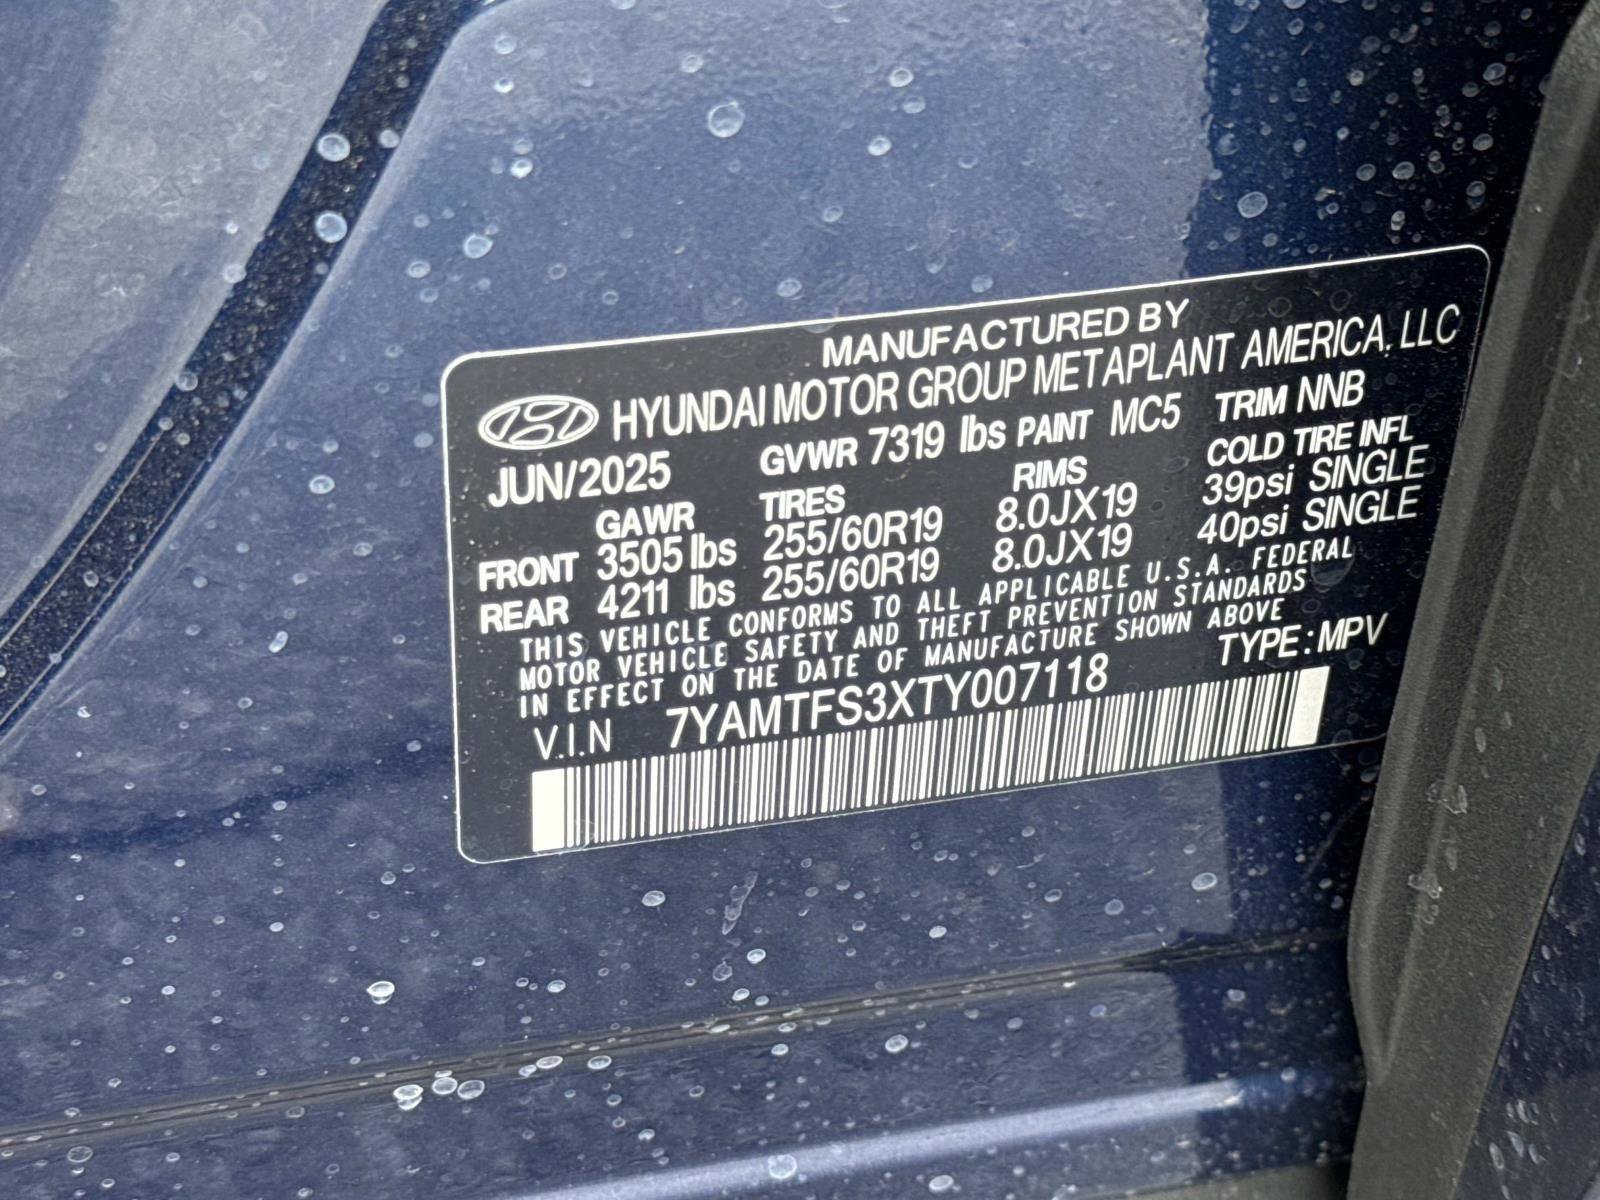 MANUFACTURED BY
HYUNDAI MOTOR GROUP METAPLANT AMERICA, LLC
JUN/2025 GVWR 7319 lbs PAINT MC5 TRIM NNB
GAWR TIRES RIMS COLD TIRE INFL
FRONT 3505 lbs 255/60R19 8.0JX19 39psi SINGLE
REAR 4211 lbs 255/60R19 8.0JX19 40psi SINGLE
THIS VEHICLE CONFORMS TO ALL APPLICABLE U.S.A. FEDERAL
MOTOR VEHICLE SAFETY AND THEFT PREVENTION STANDARDS
IN EFFECT ON THE DATE OF MANUFACTURE SHOWN ABOVE
V.I.N 7YAMTFS3XTY007118 TYPE : MPV